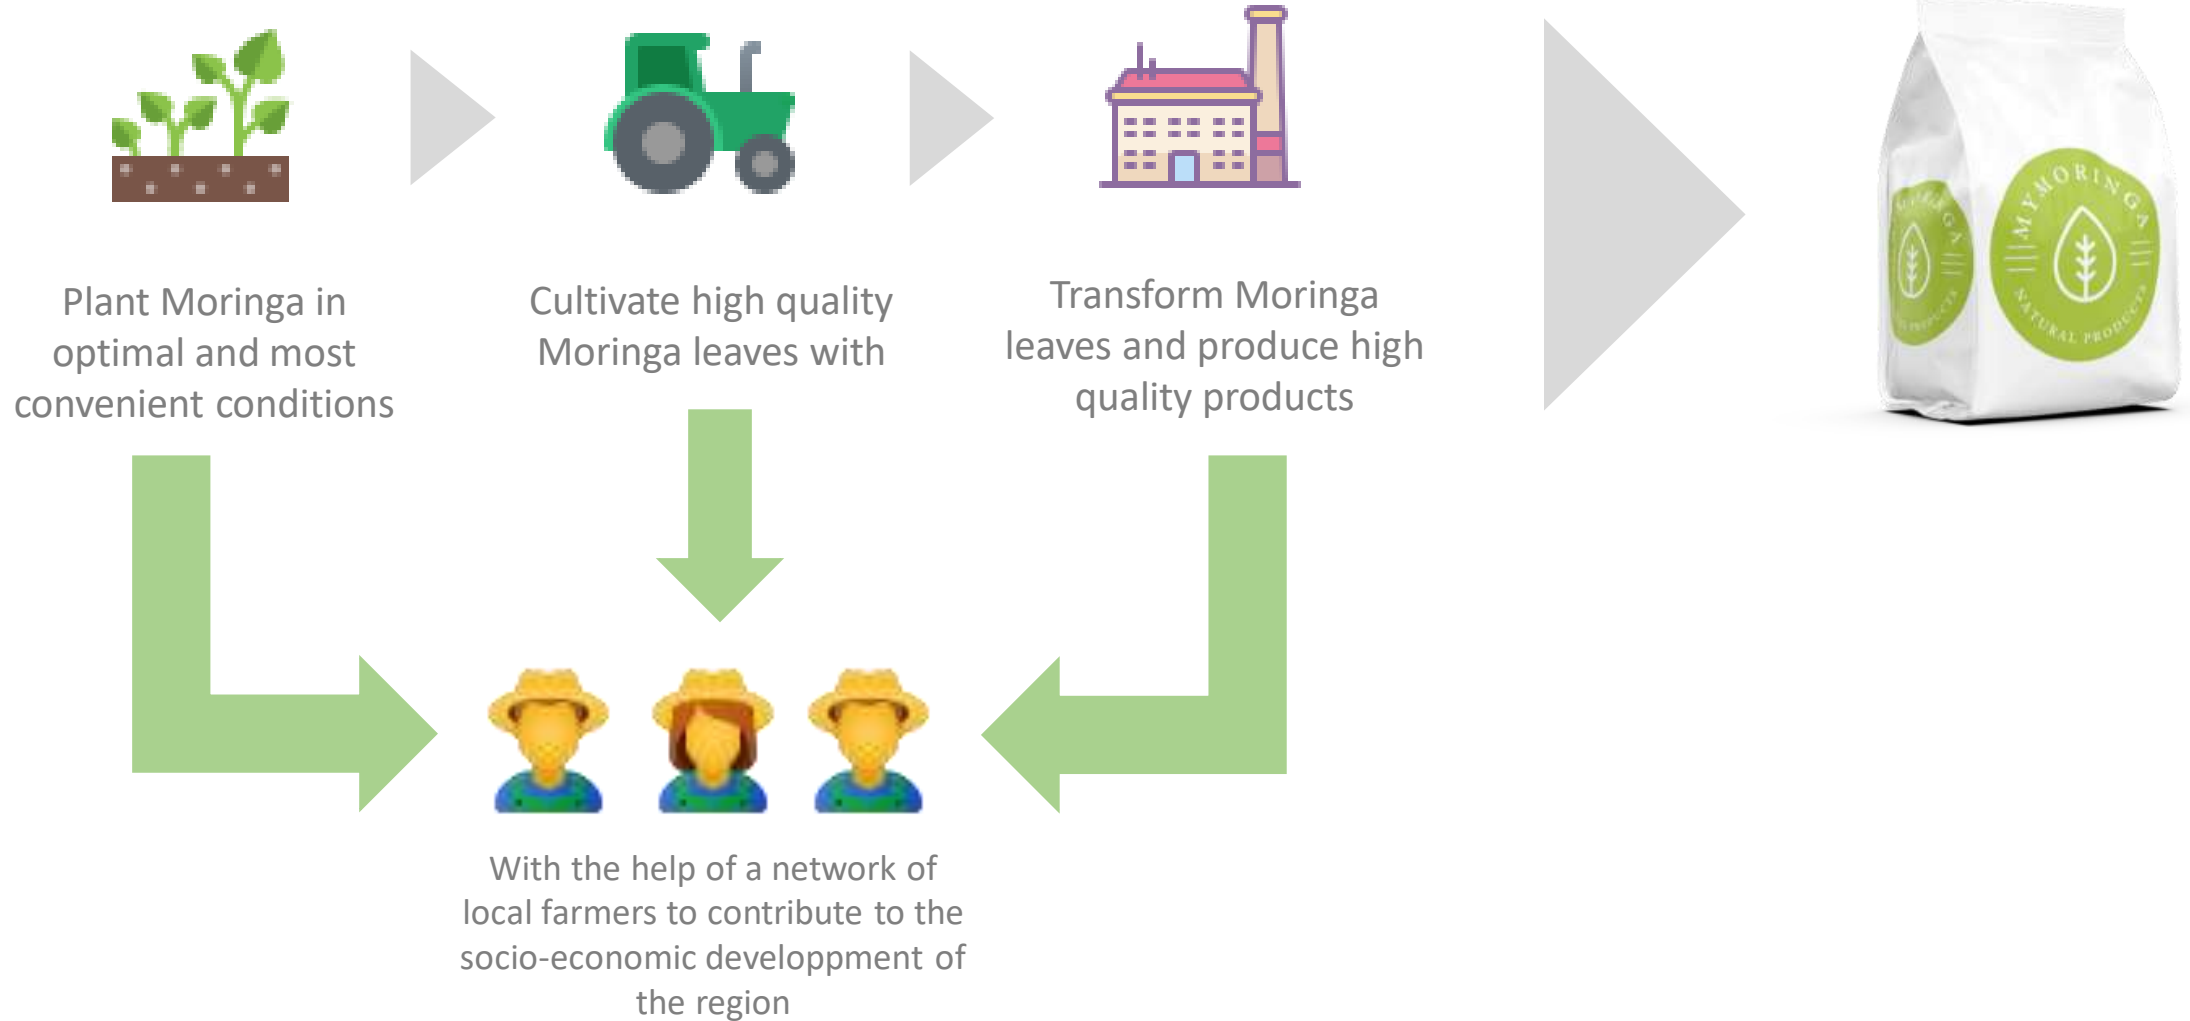 Plant Moringa in
optimal and most
convenient conditions
Cultivate high quality
Moringa leaves with
Transform Moringa
leaves and produce high
quality products
MYMORINGA
NATURAL PRODUCTS
With the help of a network of
local farmers to contribute to the
socio-economic developpment of
the region